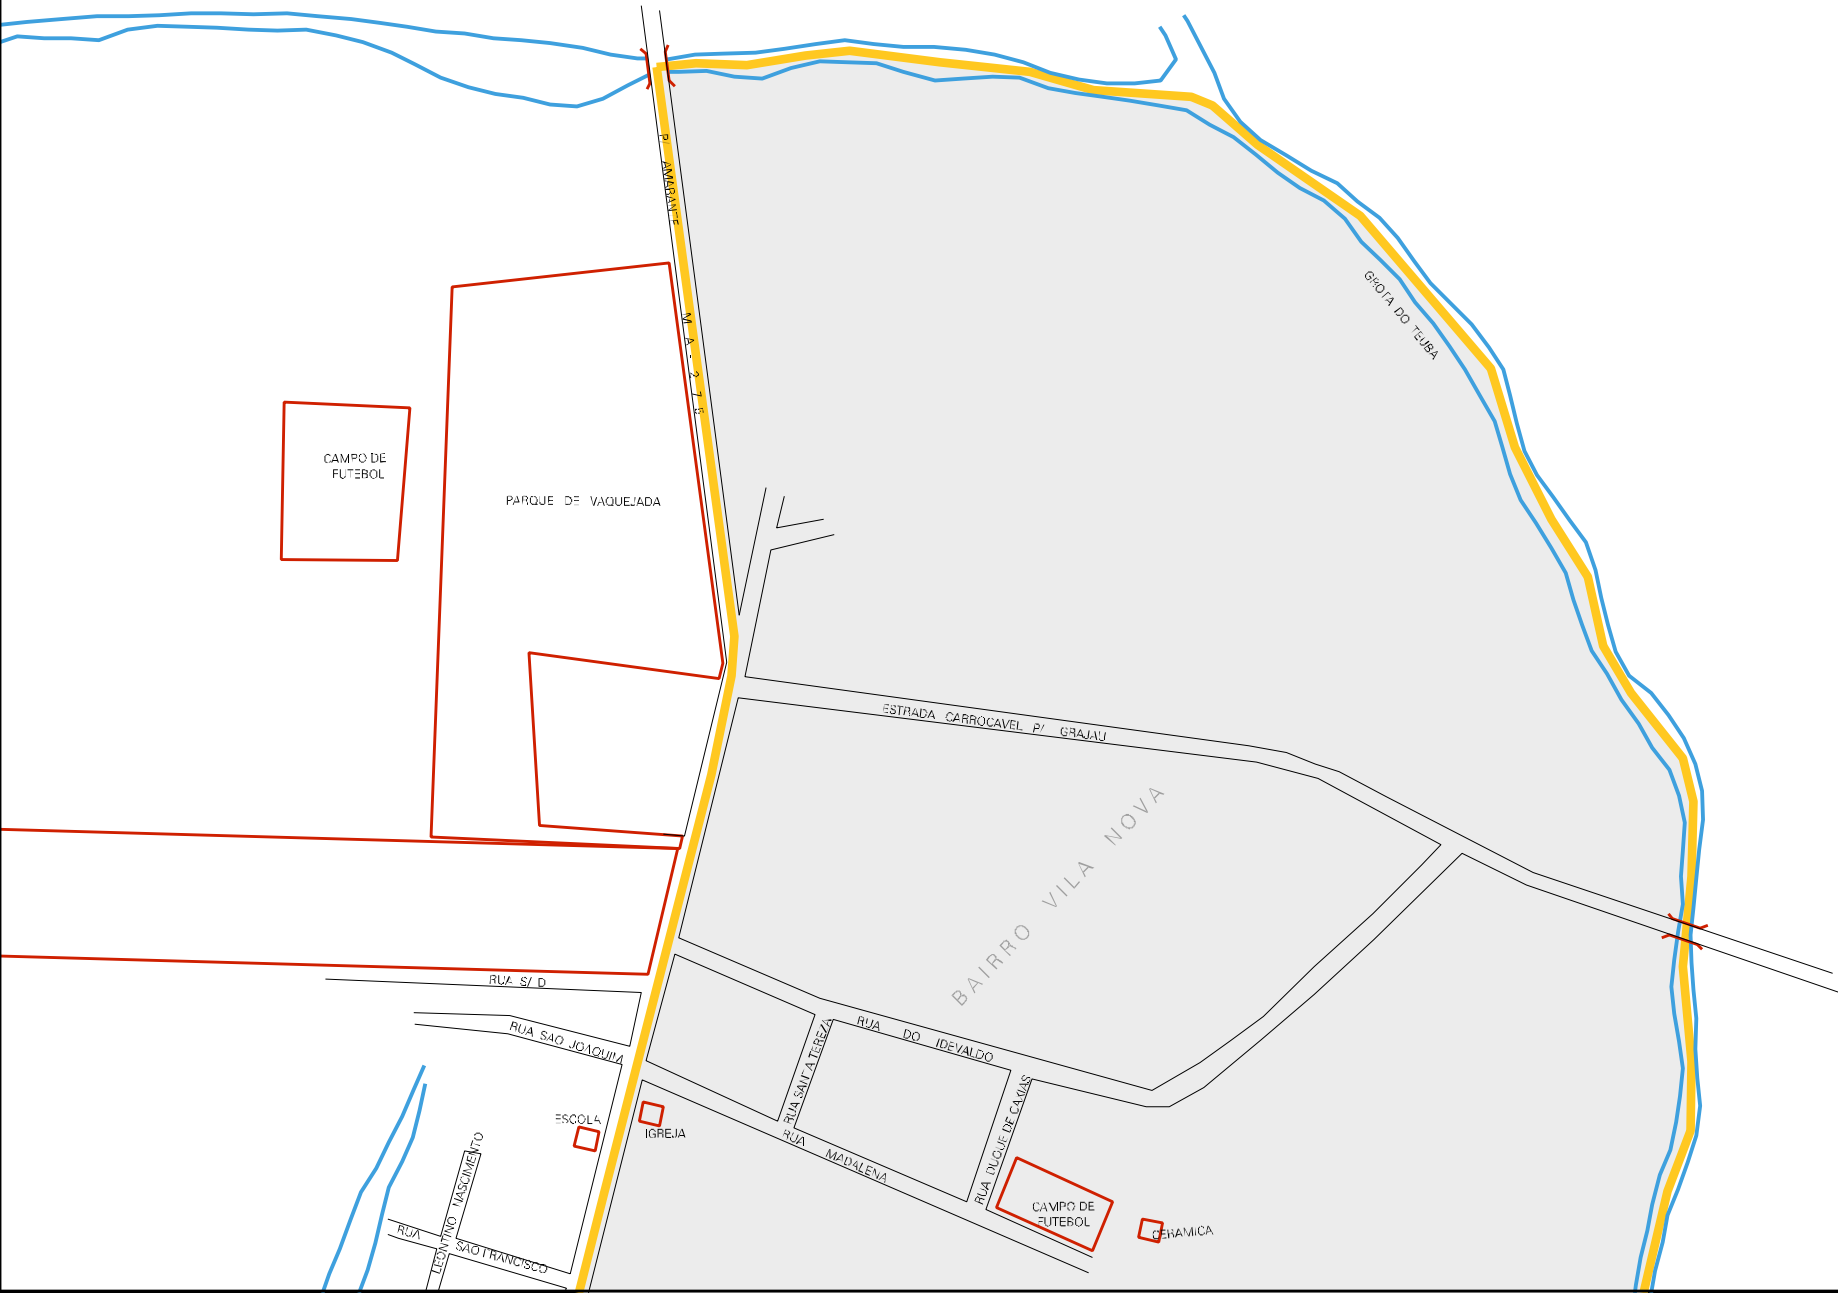 P/ AMARANTE
GROTA DO TEUBA
MA-275
CAMPO DE
FUTEBOL
PARQUE DE VAQUEJADA
ESTRADA CARROCAVEL P/ GRAJAU
BAIRRO VILA NOVA
RUA S/ D
RUA SAO JOAQUIM
RUA DO IDEVALDO
RUA SANTA TEREZA
RUA DUQUE DE CAXIAS
ESCOLA
IGREJA
RUA MADALENA
LEONTINO NASCIMENTO
RUA SAO FRANCISCO
CAMPO DE
FUTEBOL
CERAMICA